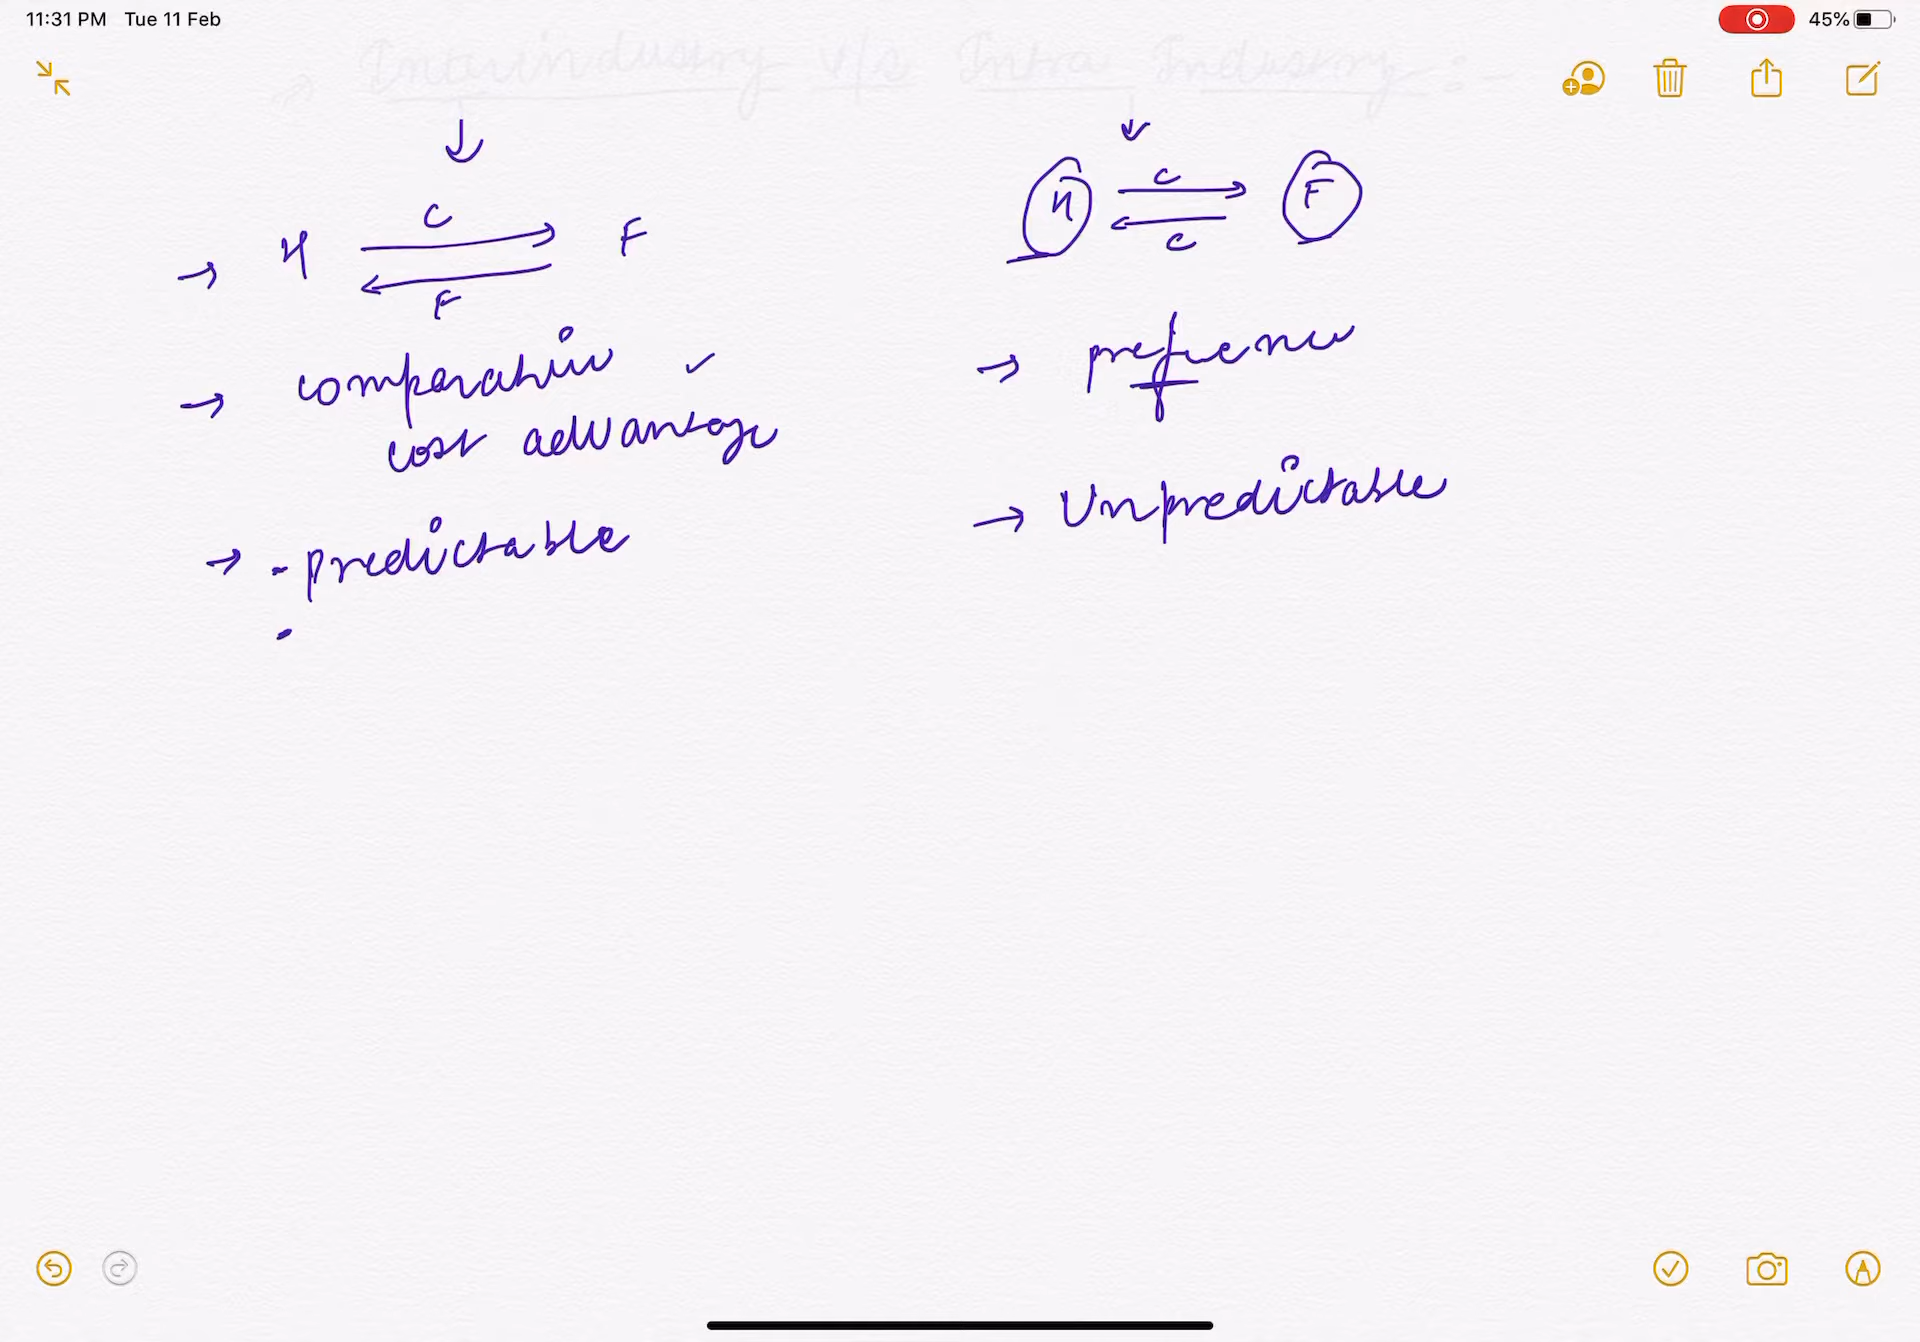 11:31 PM Tue 11 Feb
45%
→ Interindustry v/s Intra Industry :-
C
→ H F
F
C
H F
C
→ comparative ✓
cost advantage
→ preference
→ - predictable
→ Unpredictable